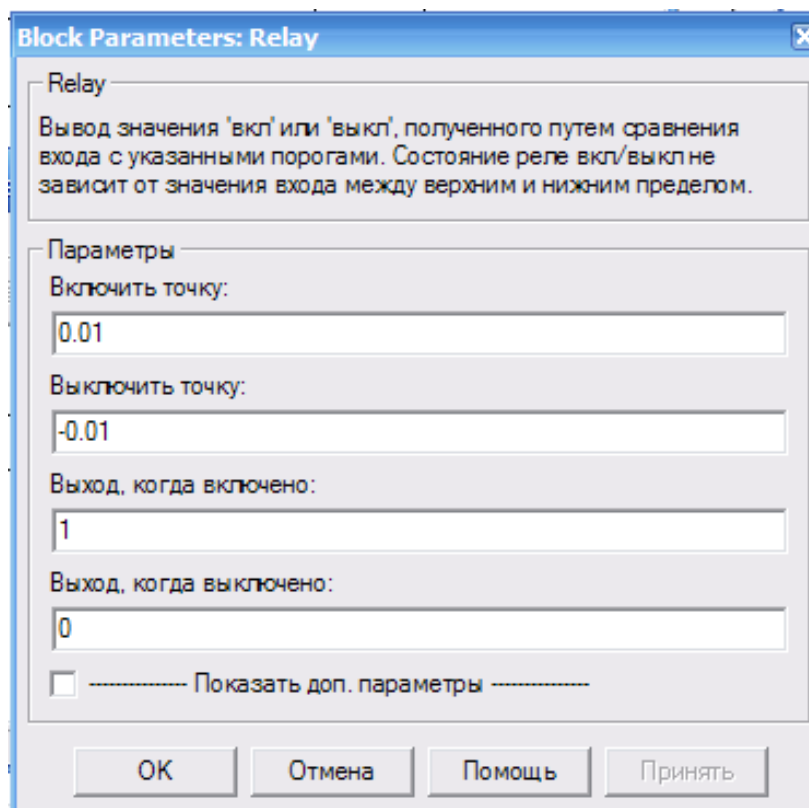 Block Parameters: Relay
Relay
Вывод значения 'вкл' или 'выкл', полученного путем сравнения
входа с указанными порогами. Состояние реле вкл/выкл не
зависит от значения входа между верхним и нижним пределом.
Параметры
Включить точку:
0.01
Выключить точку:
-0.01
Выход, когда включено:
1
Выход, когда выключено:
0
--------------- Показать доп. параметры ---------------
OK
Отмена
Помощь
Принять